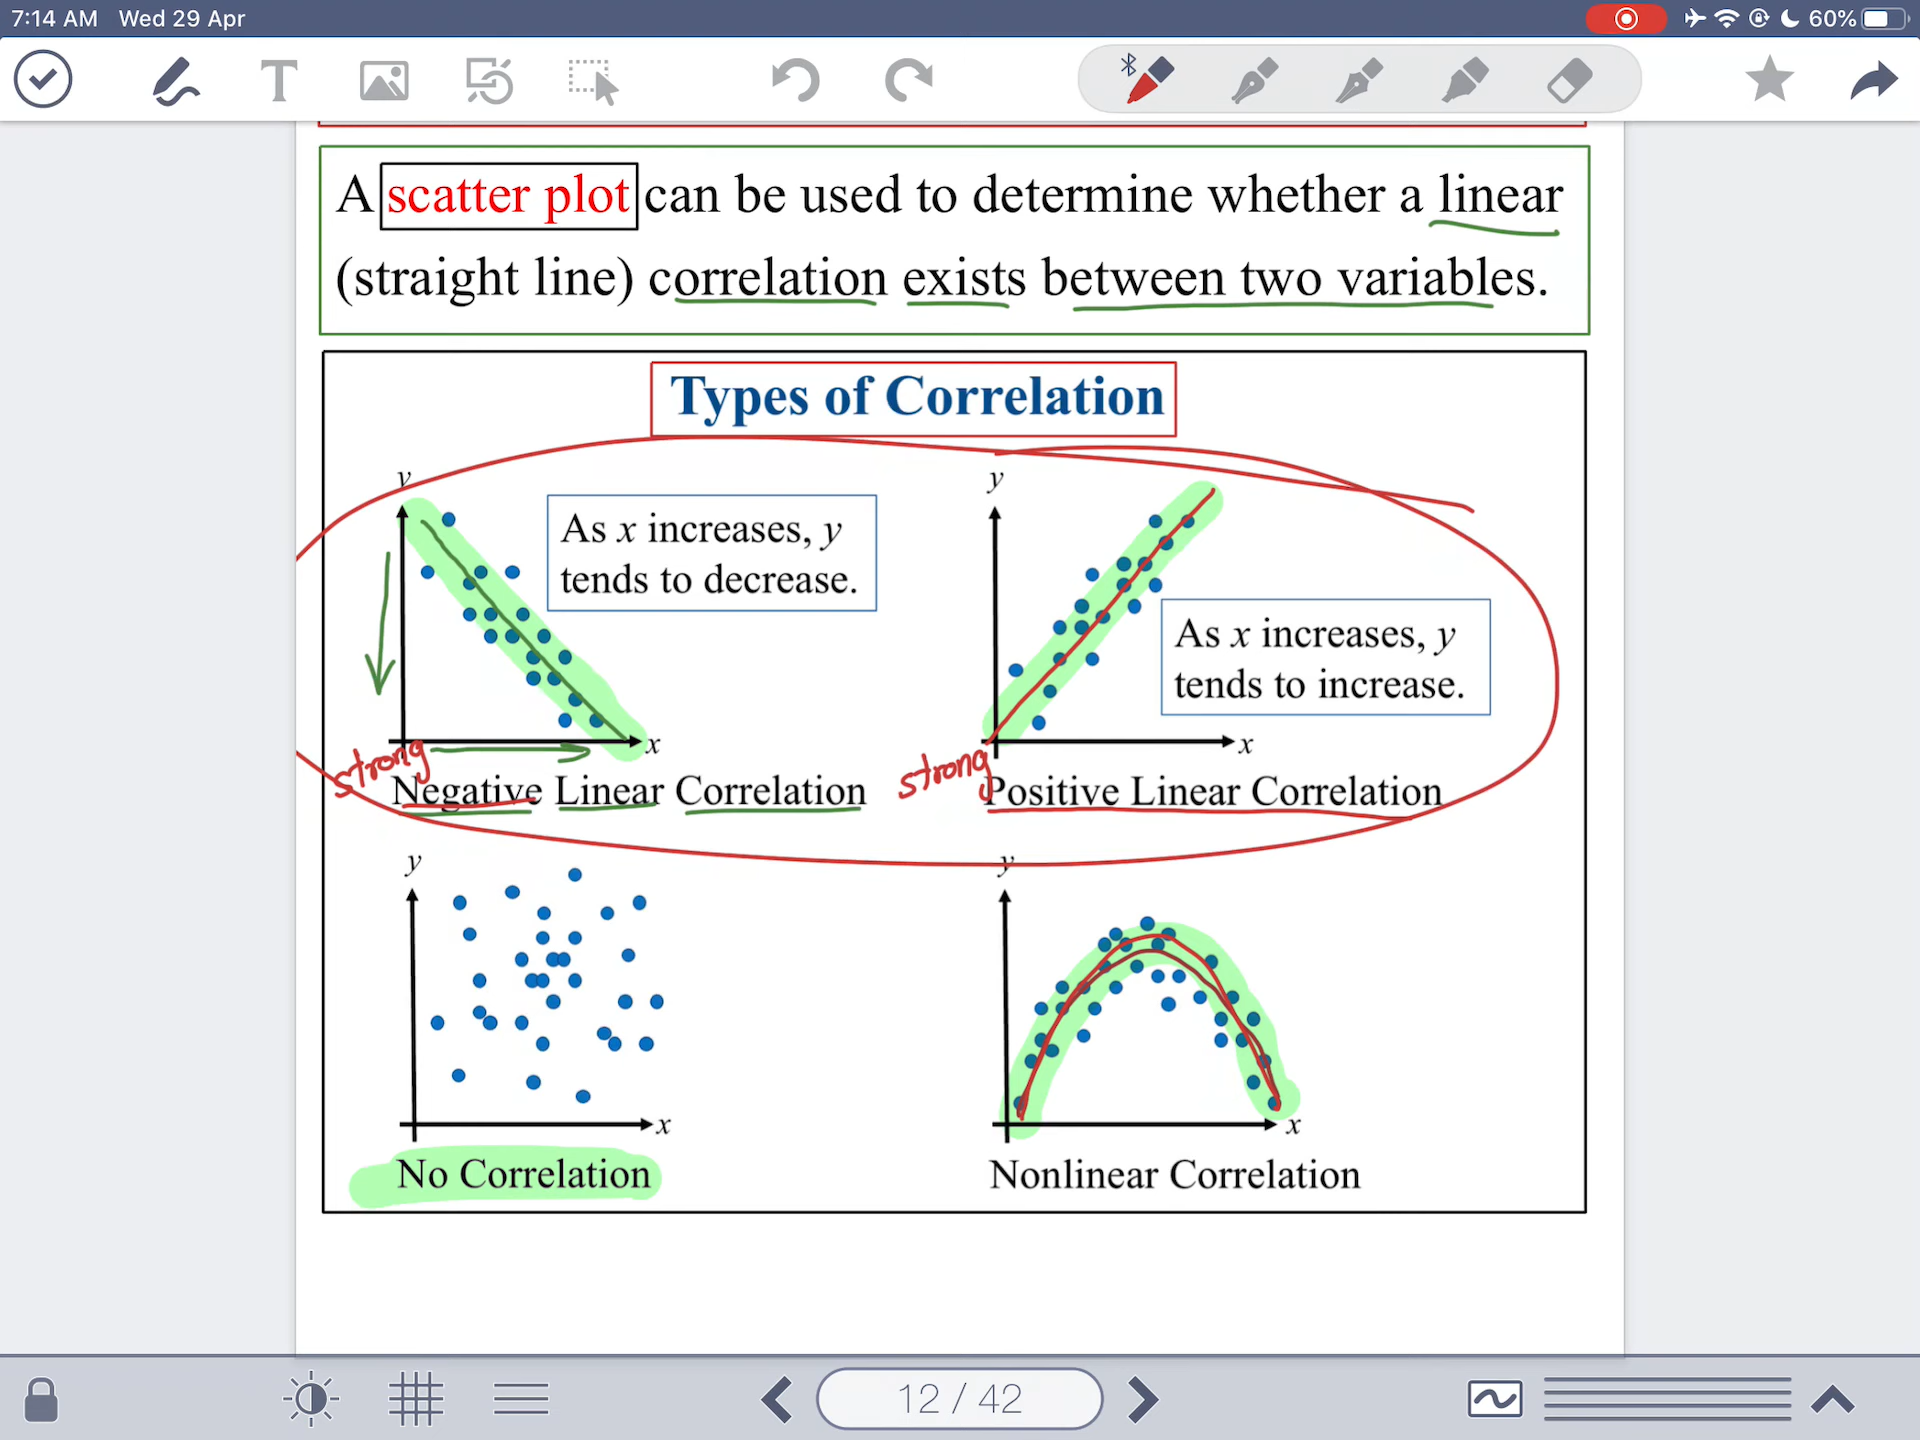 7:14 AM Wed 29 Apr
60%
T
A scatter plot can be used to determine whether a linear
(straight line) correlation exists between two variables.
Types of Correlation
y
As x increases, y
tends to decrease.
x
strong
Negative Linear Correlation
y
As x increases, y
tends to increase.
x
strong
Positive Linear Correlation
y
x
No Correlation
y
x
Nonlinear Correlation
12 / 42